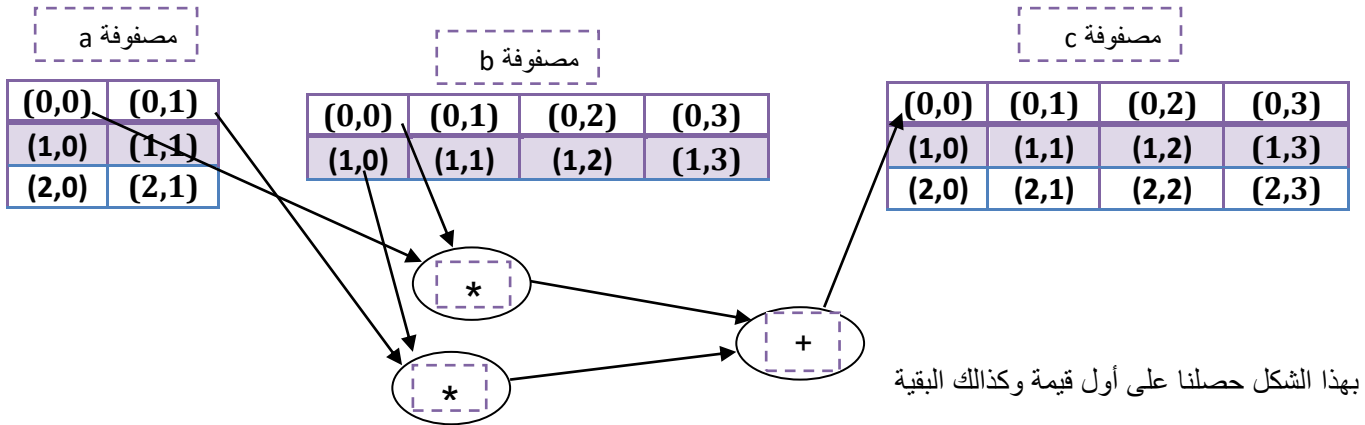 مصفوفة a
مصفوفة b
مصفوفة c
(0,0) (0,1)
(1,0) (1,1)
(2,0) (2,1)
(0,0) (0,1) (0,2) (0,3)
(1,0) (1,1) (1,2) (1,3)
(0,0) (0,1) (0,2) (0,3)
(1,0) (1,1) (1,2) (1,3)
(2,0) (2,1) (2,2) (2,3)
*
*
+
بهذا الشكل حصلنا على أول قيمة وكذالك البقية